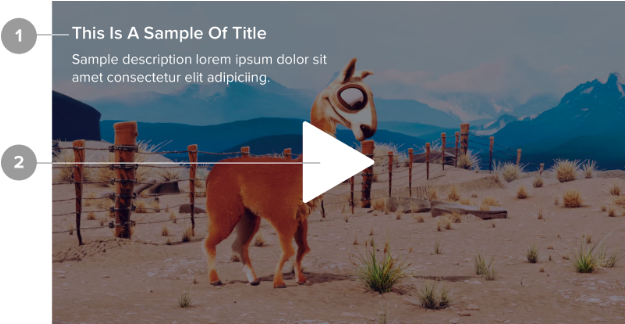 1
This Is A Sample Of Title
Sample description lorem ipsum dolor sit
amet consectetur elit adipiciing.
2